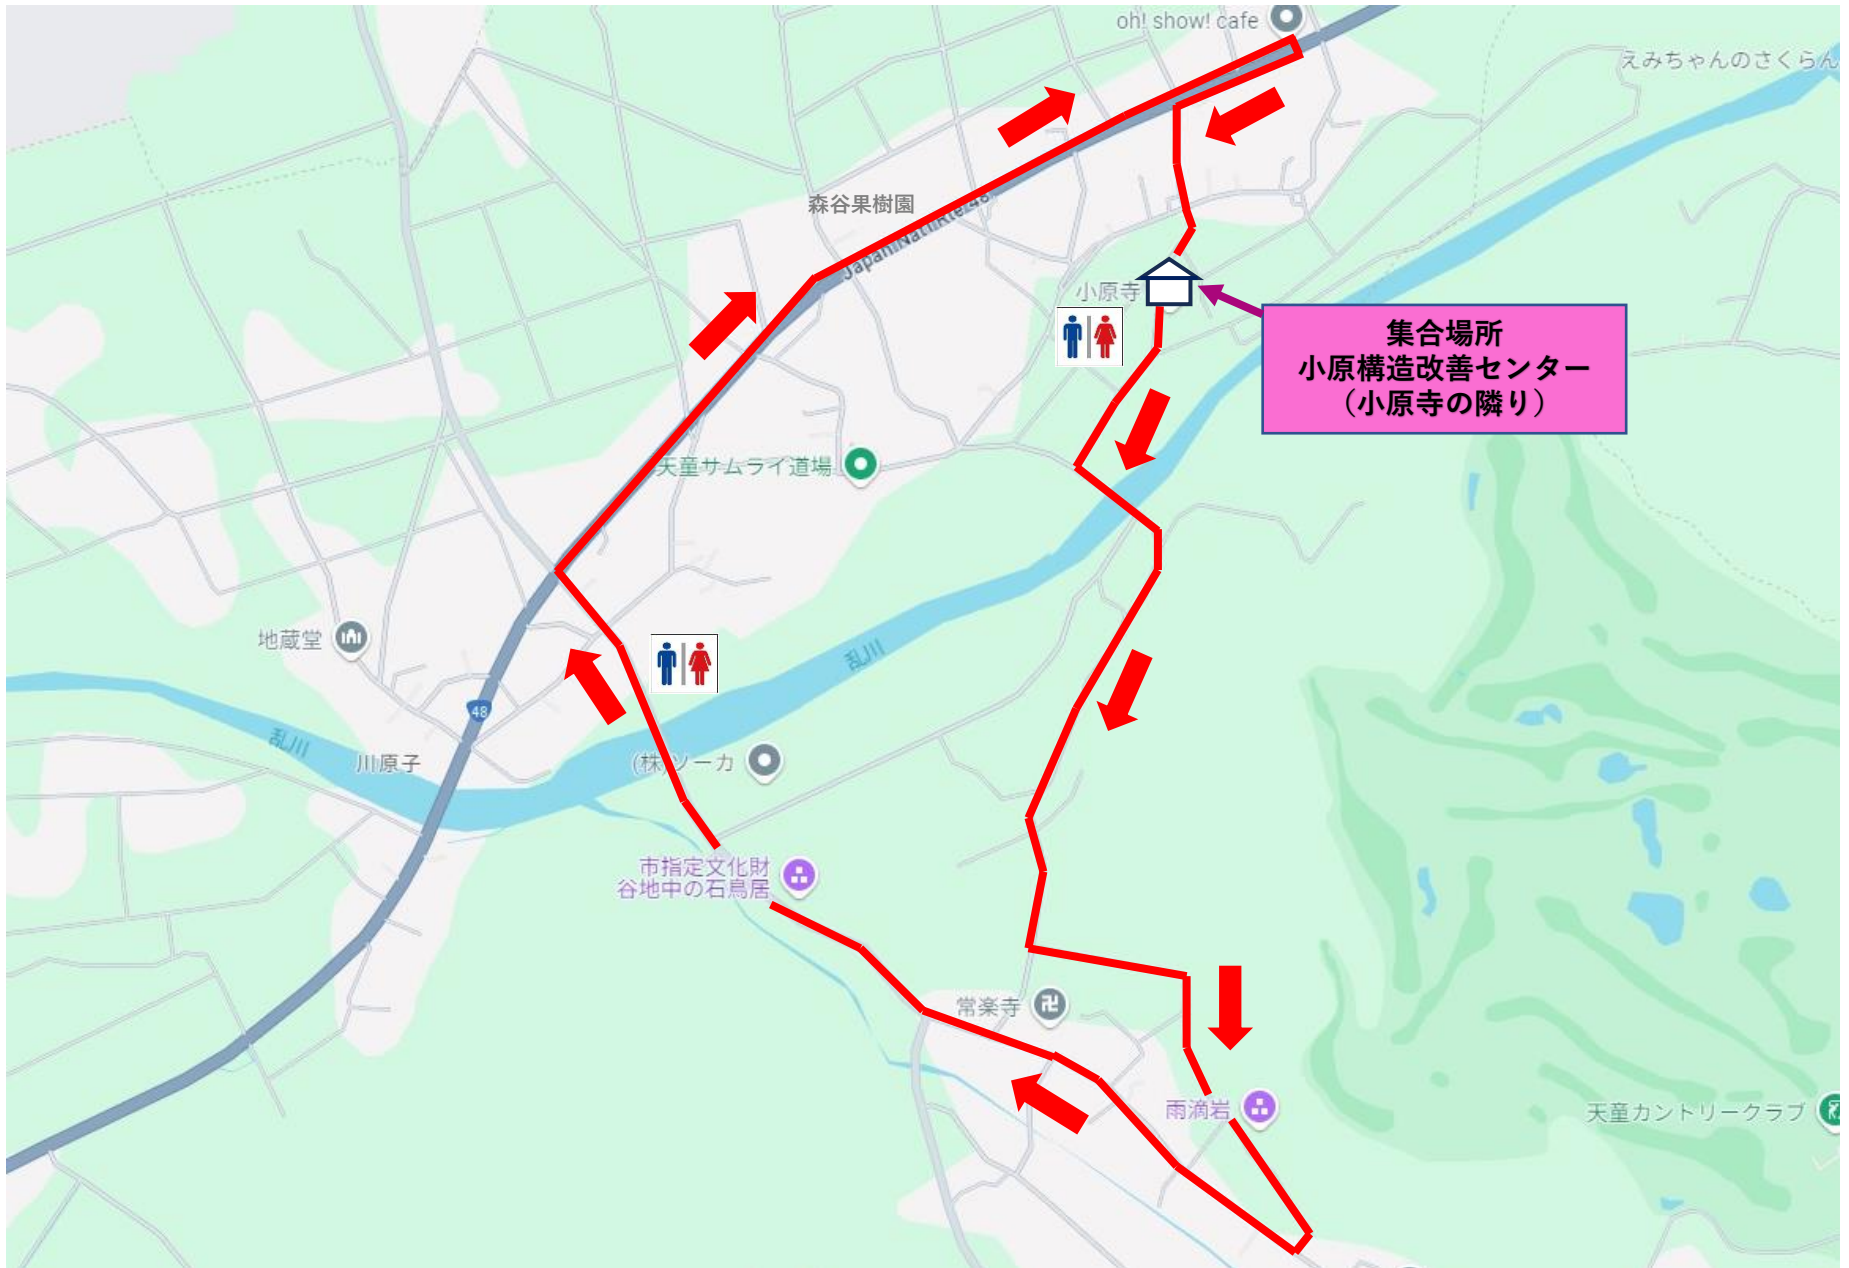 oh! show! cafe
えみちゃんのさくらん
森谷果樹園
小原寺
集合場所
小原構造改善センター
（小原寺の隣り）
天童サムライ道場
地蔵堂
乱川
48
乱川
川原子
(株)ソーカ
市指定文化財
谷地中の石鳥居
常楽寺
雨滴岩
天童カントリークラブ